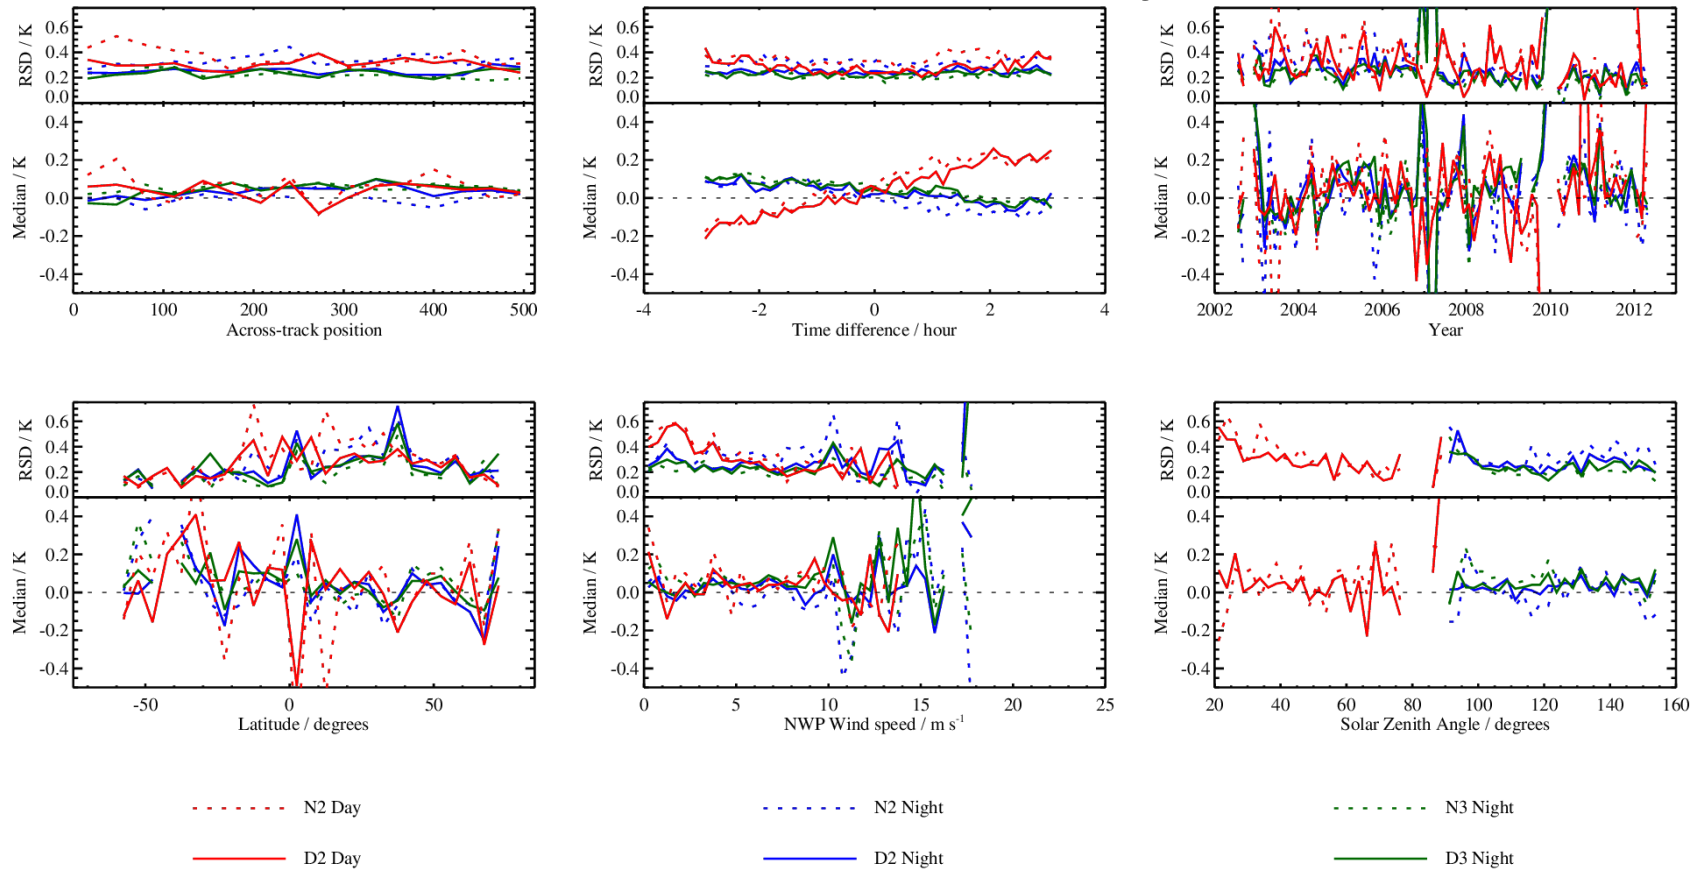 RSD / K
0.6
0.4
0.2
0.0
Median / K
0.4
0.2
0.0
-0.2
-0.4
0 100 200 300 400 500
Across-track position
RSD / K
0.6
0.4
0.2
0.0
Median / K
0.4
0.2
0.0
-0.2
-0.4
-4 -2 0 2 4
Time difference / hour
RSD / K
0.6
0.4
0.2
0.0
Median / K
0.4
0.2
0.0
-0.2
-0.4
2002 2004 2006 2008 2010 2012
Year
RSD / K
0.6
0.4
0.2
0.0
Median / K
0.4
0.2
0.0
-0.2
-0.4
-50 0 50
Latitude / degrees
RSD / K
0.6
0.4
0.2
0.0
Median / K
0.4
0.2
0.0
-0.2
-0.4
0 5 10 15 20 25
NWP Wind speed / m s-1
RSD / K
0.6
0.4
0.2
0.0
Median / K
0.4
0.2
0.0
-0.2
-0.4
20 40 60 80 100 120 140 160
Solar Zenith Angle / degrees
N2 Day N2 Night N3 Night
D2 Day D2 Night D3 Night